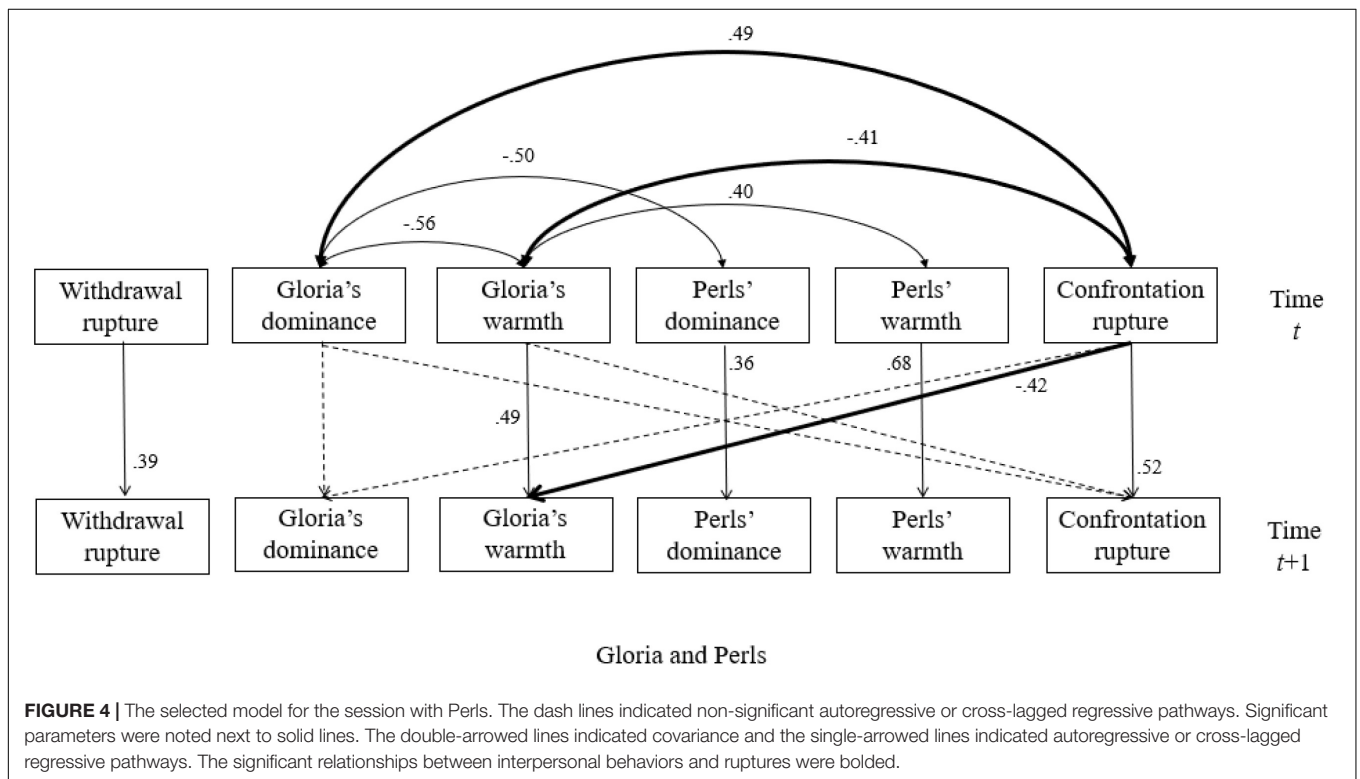 .49
-.41
-.50
.40
-.56
Withdrawal
rupture
Gloria’s
dominance
Gloria’s
warmth
Perls’
dominance
Perls’
warmth
Confrontation
rupture
Time
t
.36
.68
-.42
.49
.39
.52
Withdrawal
rupture
Gloria’s
dominance
Gloria’s
warmth
Perls’
dominance
Perls’
warmth
Confrontation
rupture
Time
t+1
Gloria and Perls
FIGURE 4 | The selected model for the session with Perls. The dash lines indicated non-significant autoregressive or cross-lagged regressive pathways. Significant
parameters were noted next to solid lines. The double-arrowed lines indicated covariance and the single-arrowed lines indicated autoregressive or cross-lagged
regressive pathways. The significant relationships between interpersonal behaviors and ruptures were bolded.